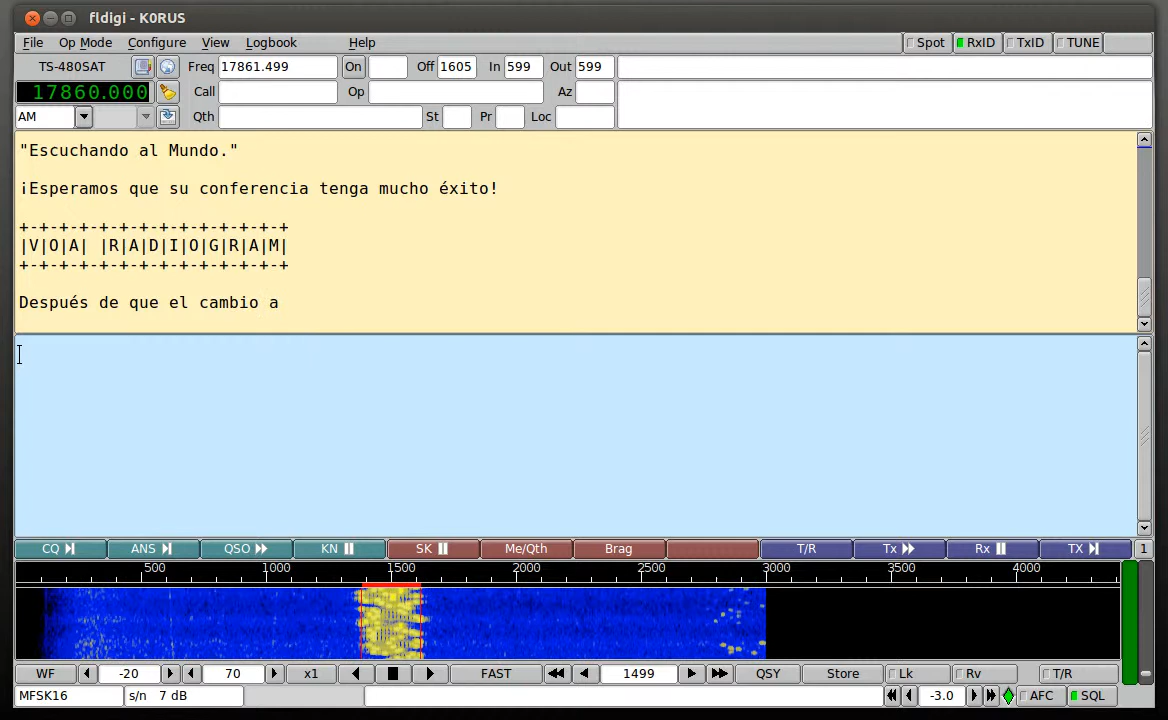 fldigi - K0RUS
File Op Mode Configure View Logbook Help Spot RxID TxID TUNE
TS-480SAT Freq 17861.499 On Off 1605 In 599 Out 599
17860.000 Call Op Az
AM Qth St Pr Loc
"Escuchando al Mundo."
¡Esperamos que su conferencia tenga mucho éxito!
+-+-+-+-+-+-+-+-+-+-+-+-+-+
|V|O|A| |R|A|D|I|O|G|R|A|M|
+-+-+-+-+-+-+-+-+-+-+-+-+-+
Después de que el cambio a
CQ ANS QSO KN SK Me/Qth Brag T/R Tx Rx TX 1
500 1000 1500 2000 2500 3000 3500 4000
WF -20 70 x1 FAST 1499 QSY Store Lk Rv T/R
MFSK16 s/n 7 dB -3.0 AFC SQL